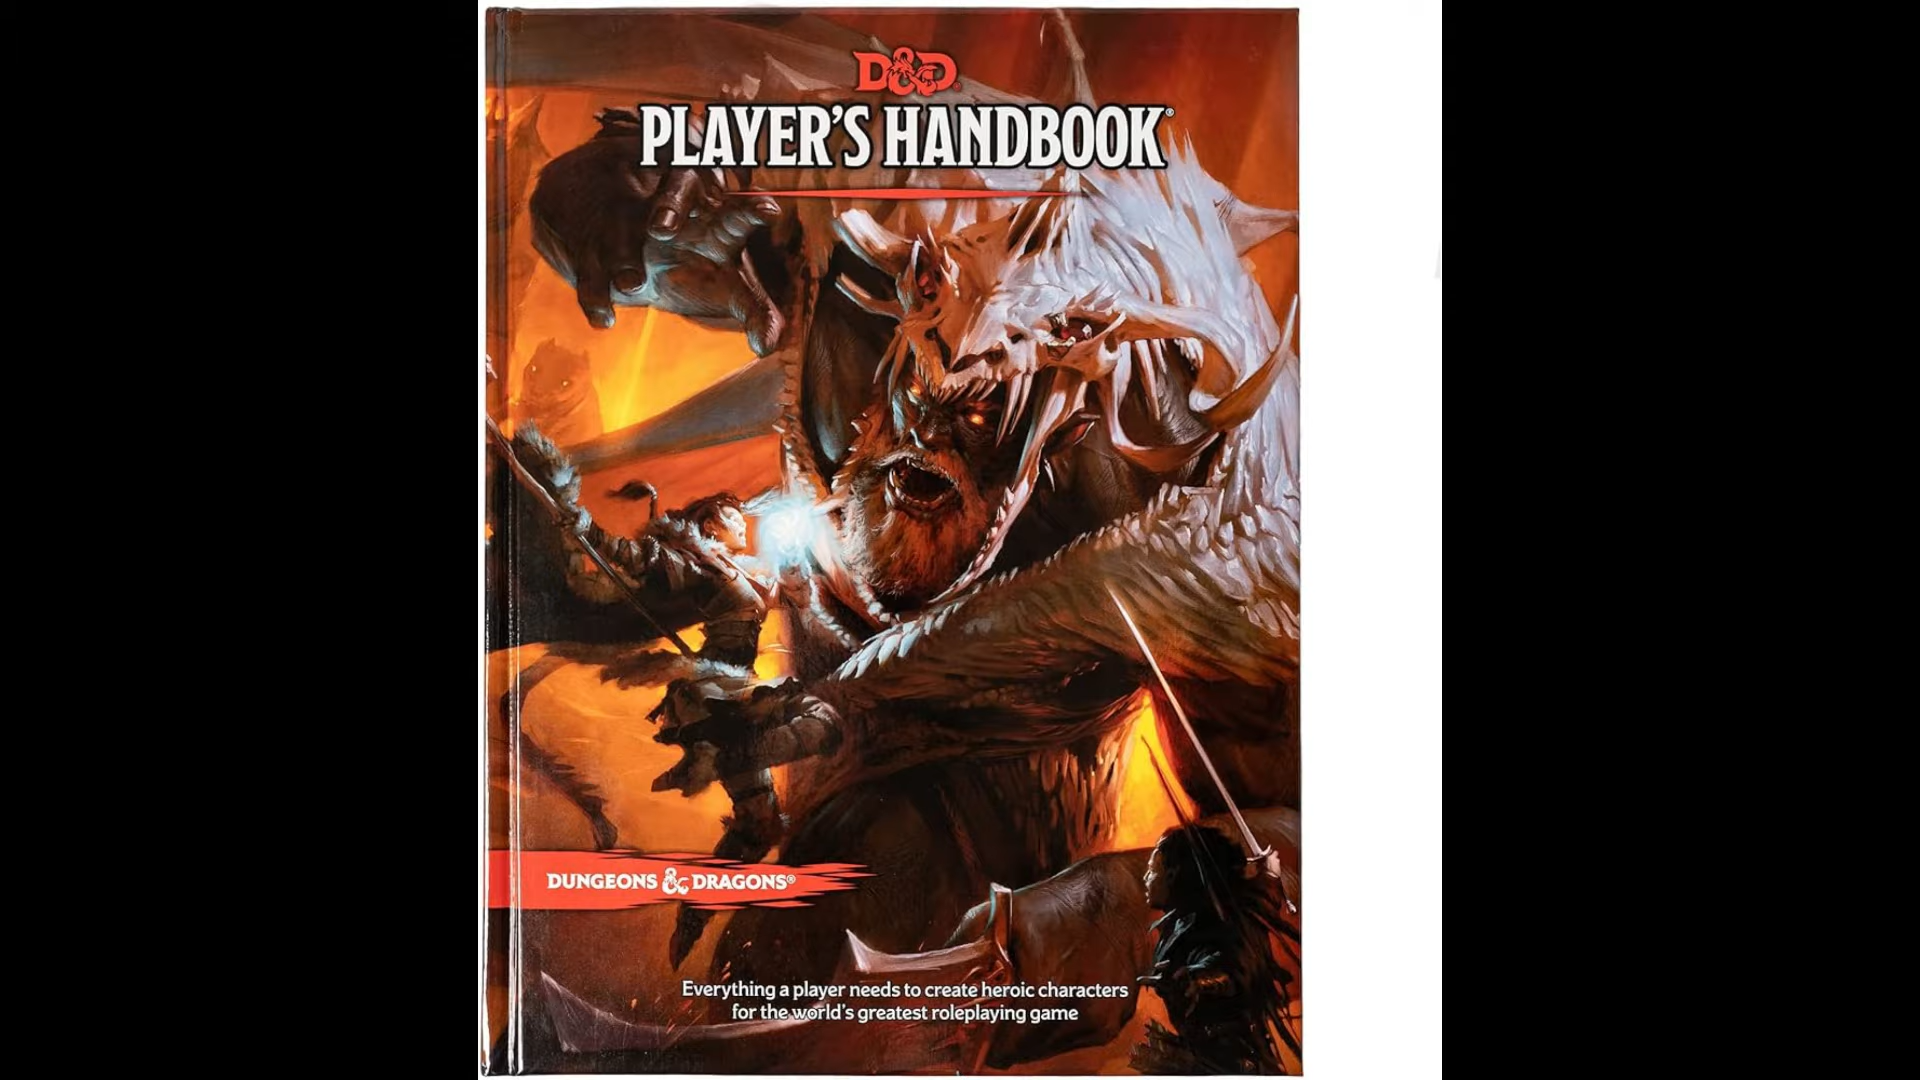 D&D®
PLAYER'S HANDBOOK®
DUNGEONS & DRAGONS®
Everything a player needs to create heroic characters
for the world's greatest roleplaying game